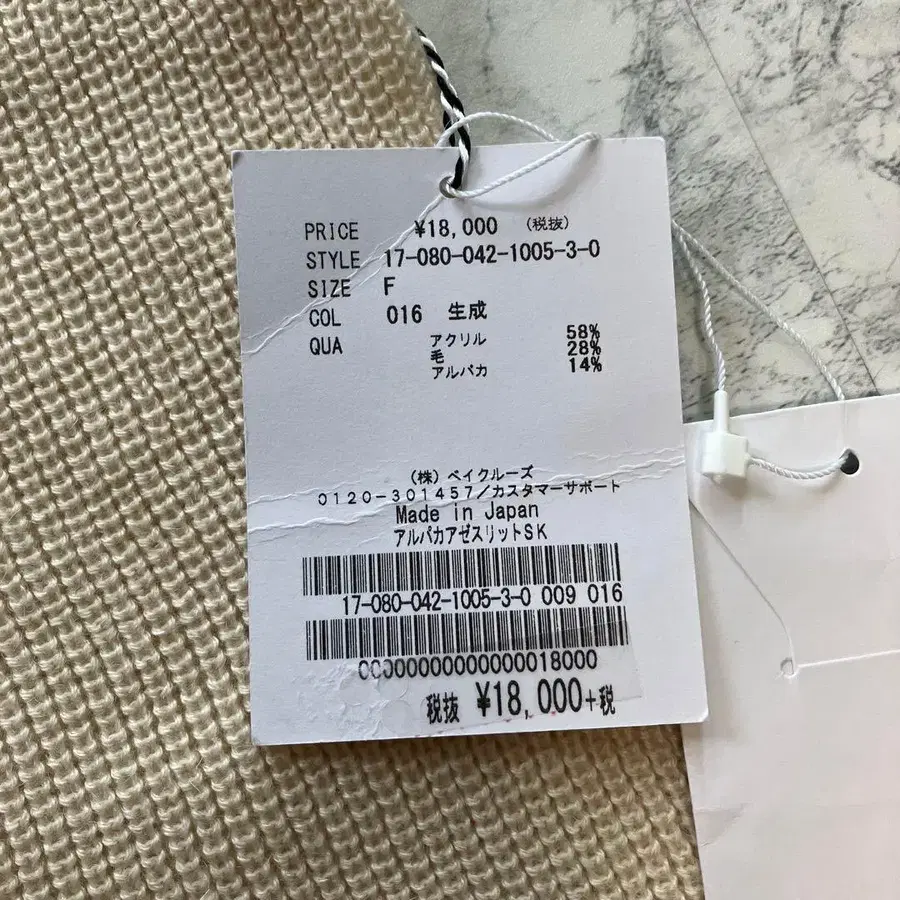 PRICE ¥18,000 (税抜)
STYLE 17-080-042-1005-3-0
SIZE F
COL 016 生成
QUA アクリル 58%
毛 28%
アルパカ 14%
(株)ベイクルーズ
0120-301457/カスタマーサポート
Made in Japan
アルパカアゼスリットSK
17-080-042-1005-3-0 009 016
00000000000000018000
税抜 ¥18,000+税